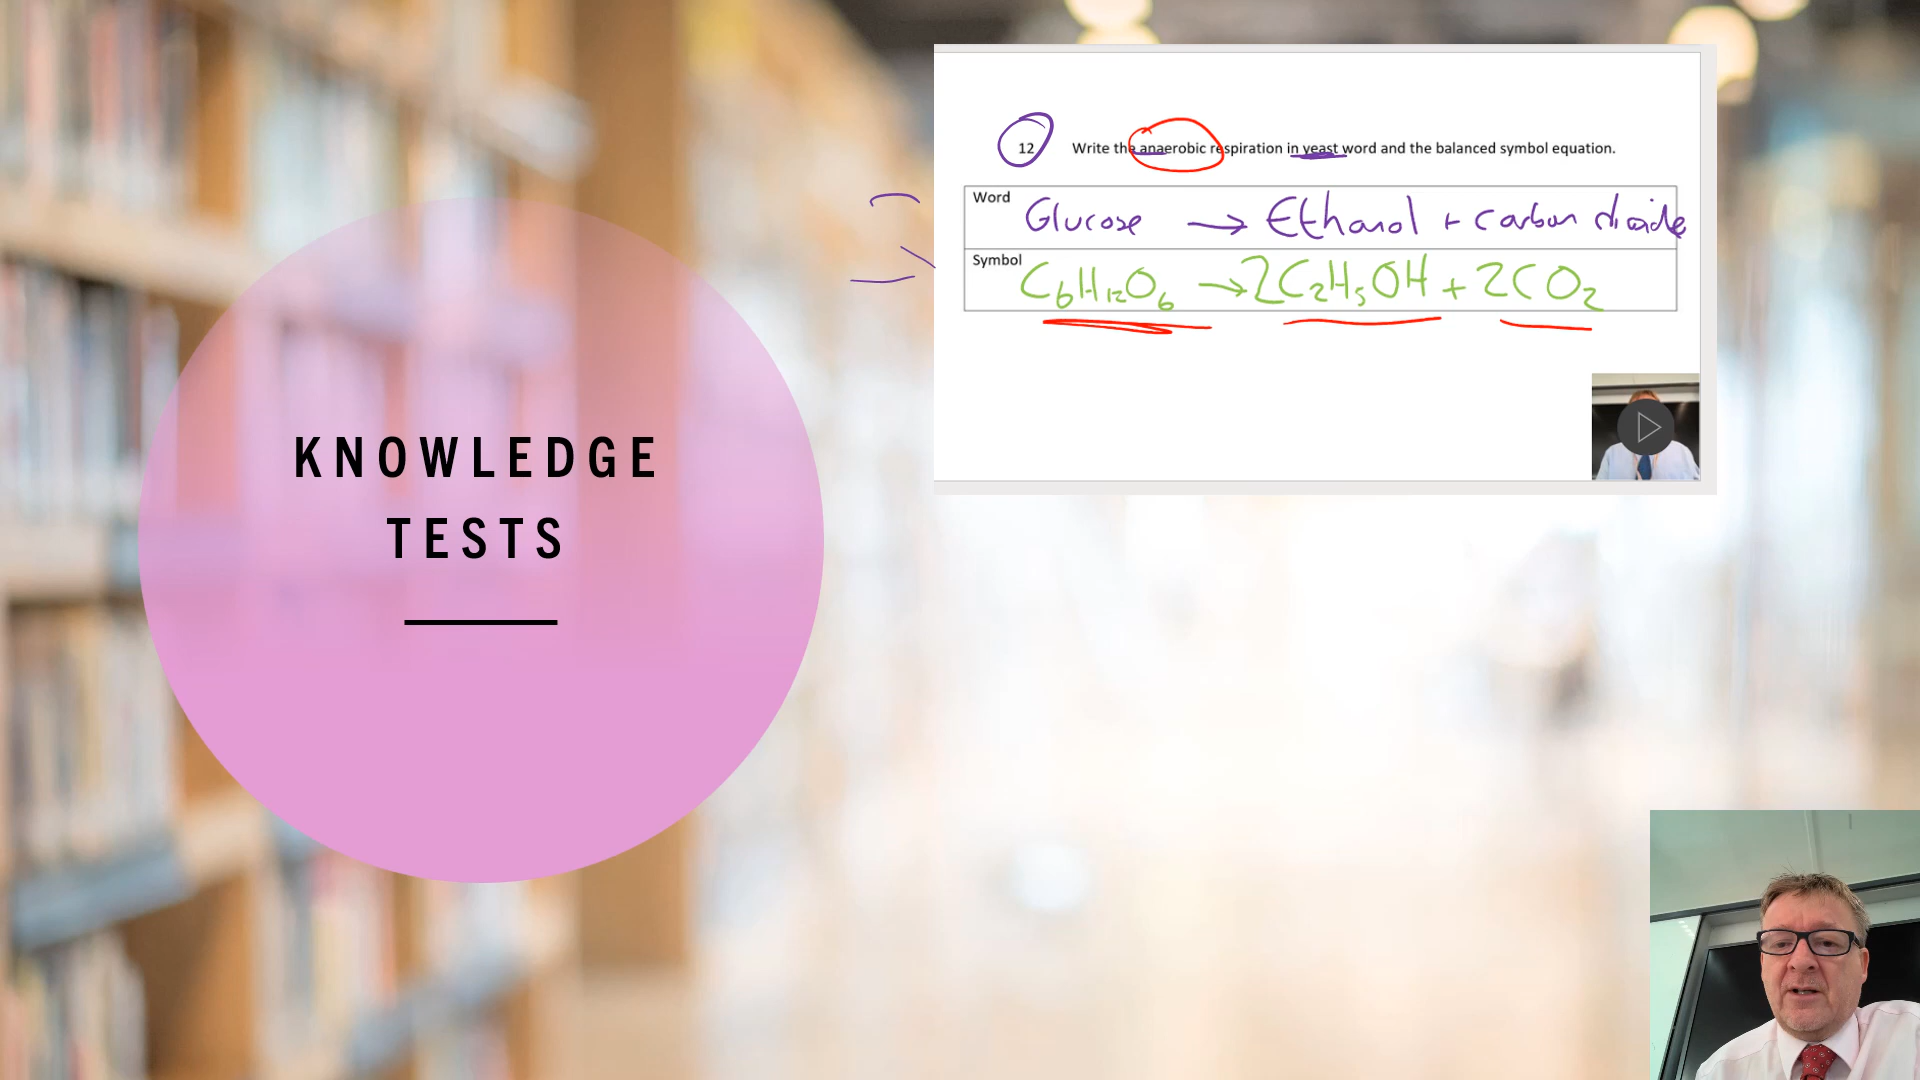 KNOWLEDGE
TESTS
12 Write the anaerobic respiration in yeast word and the balanced symbol equation.
Word Glucose → Ethanol + carbon dioxide
Symbol C₆H₁₂O₆ → 2C₂H₅OH + 2CO₂